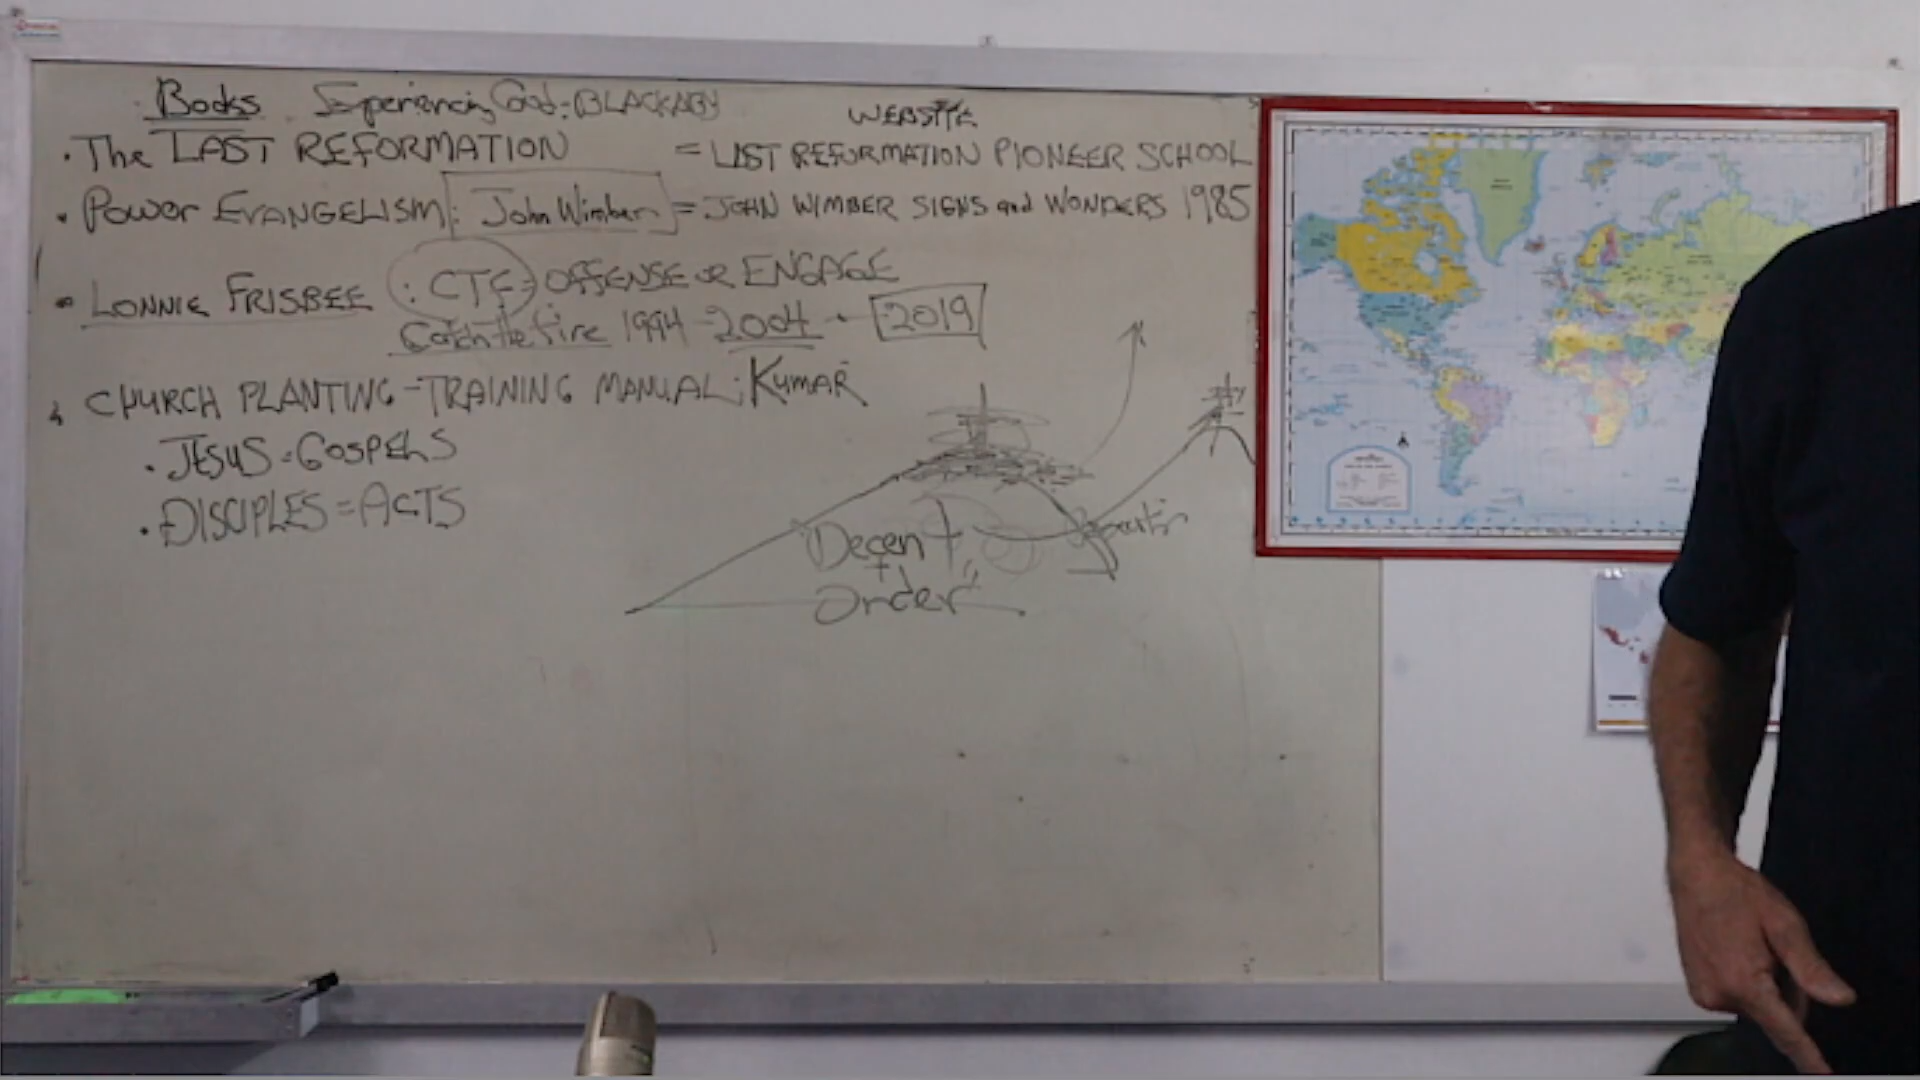 Books Experiencing God: BLACKABY
WEBSITE
· The LAST REFORMATION = LAST REFORMATION PIONEER SCHOOL
· POWER EVANGELISM: John Wimber = JOHN WIMBER SIGNS and WONDERS 1985
· LONNIE FRISBEE : CTF = OFFENSE OR ENGAGE
Catch the Fire 1994 - 2004 - 2019
· CHURCH PLANTING - TRAINING MANUAL: KUMAR
· JESUS = GOSPELS
· DISCIPLES = ACTS
Decent
+
Order"